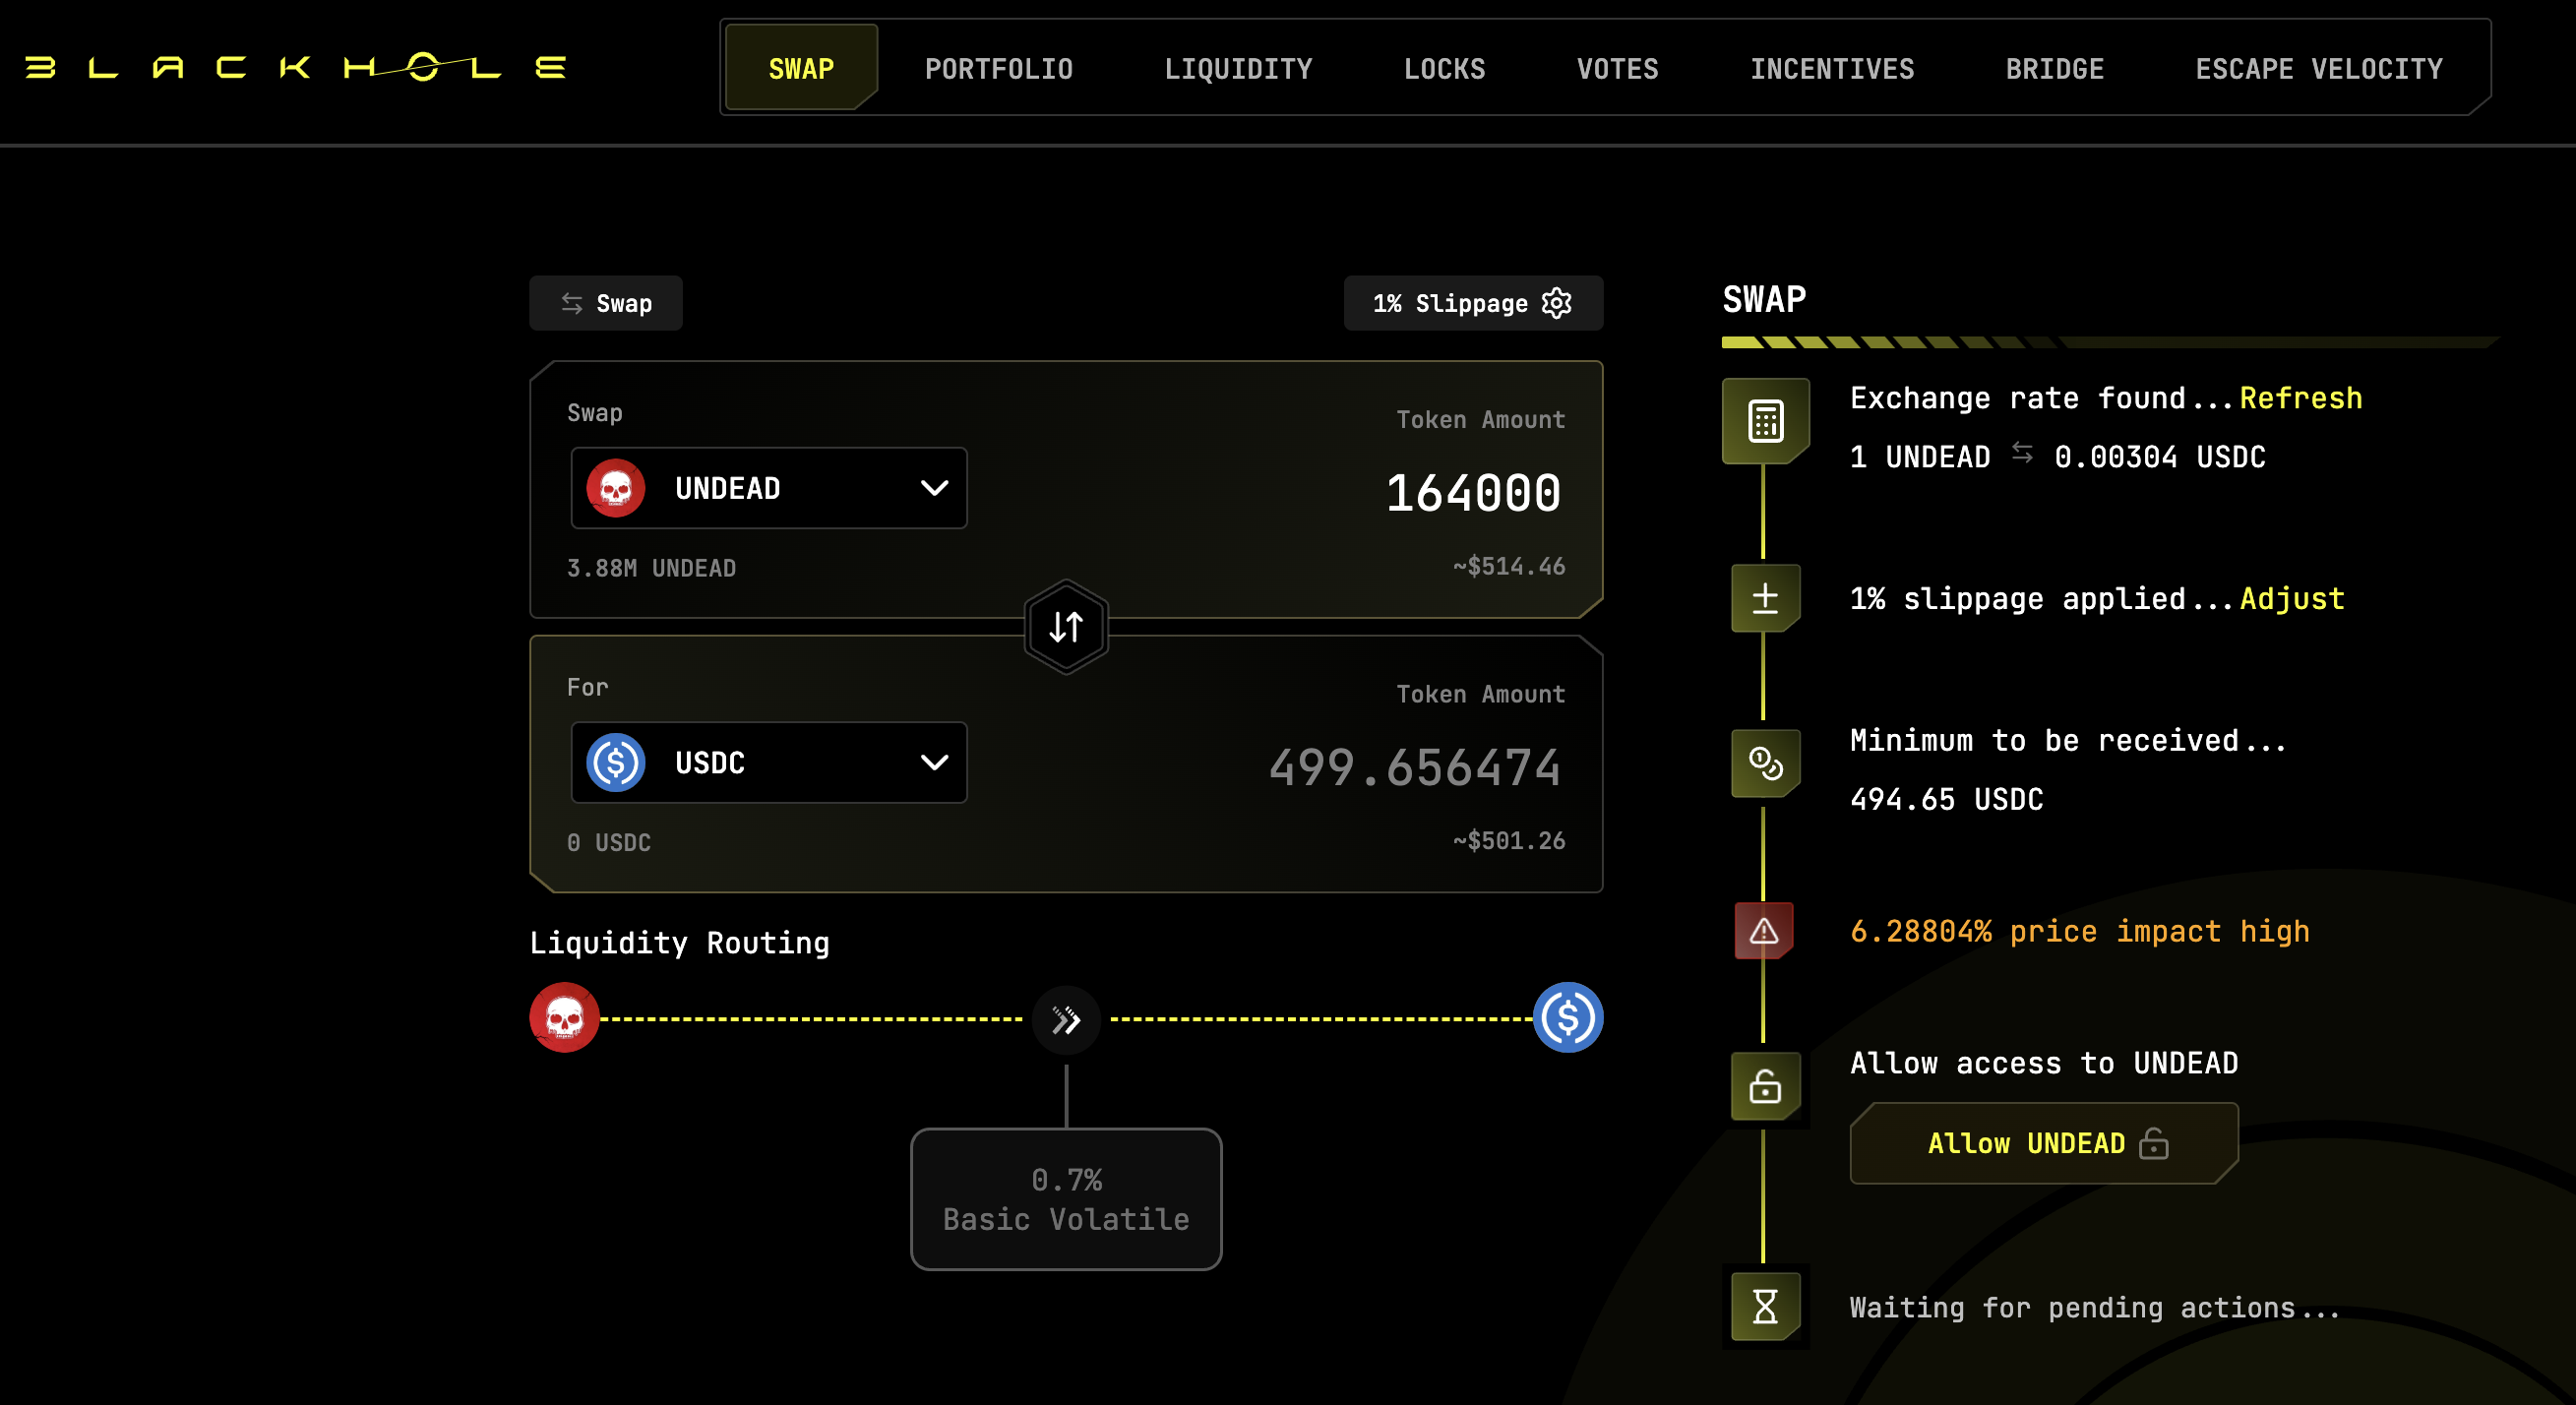 BLACKHOLE
SWAP PORTFOLIO LIQUIDITY LOCKS VOTES INCENTIVES BRIDGE ESCAPE VELOCITY
Swap
1% Slippage
Swap
Token Amount
UNDEAD
164000
3.88M UNDEAD
~$514.46
For
Token Amount
USDC
499.656474
0 USDC
~$501.26
Liquidity Routing
0.7%
Basic Volatile
SWAP
Exchange rate found...Refresh
1 UNDEAD ⇆ 0.00304 USDC
1% slippage applied...Adjust
Minimum to be received...
494.65 USDC
6.28804% price impact high
Allow access to UNDEAD
Allow UNDEAD
Waiting for pending actions...